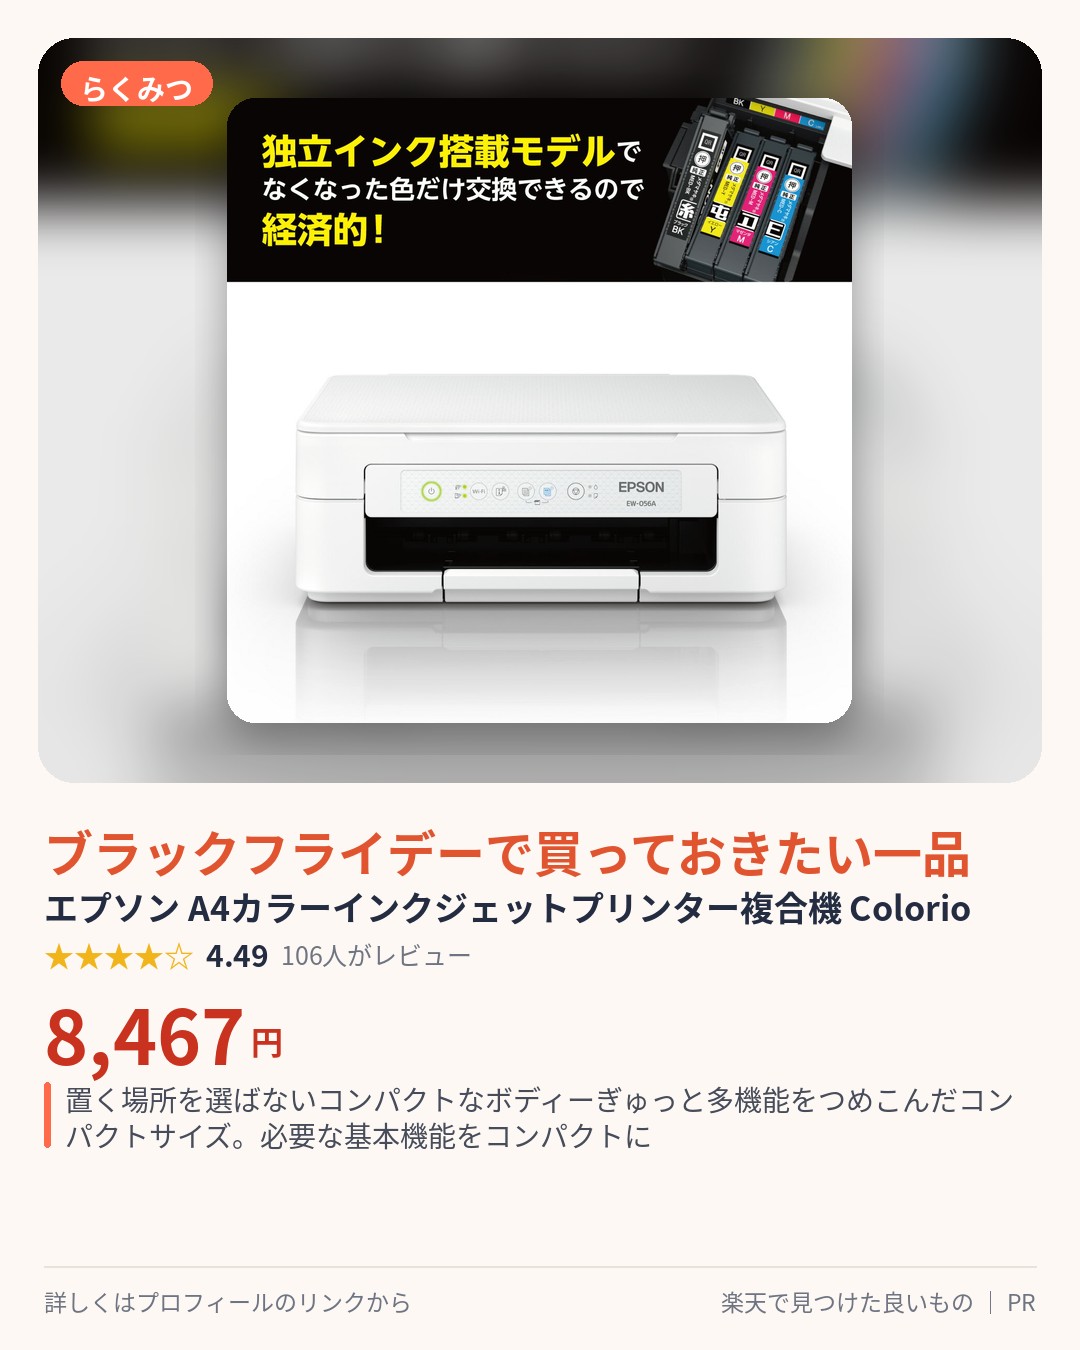 らくみつ
独立インク搭載モデルで
なくなった色だけ交換できるので
経済的!
BK Y M C
BK
Y
M
C
Wi-Fi
EPSON
EW-056A
ブラックフライデーで買っておきたい一品
エプソン A4カラーインクジェットプリンター複合機 Colorio
★★★★☆ 4.49 106人がレビュー
8,467円
置く場所を選ばないコンパクトなボディーぎゅっと多機能をつめこんだコン
パクトサイズ。必要な基本機能をコンパクトに
詳しくはプロフィールのリンクから
楽天で見つけた良いもの｜PR